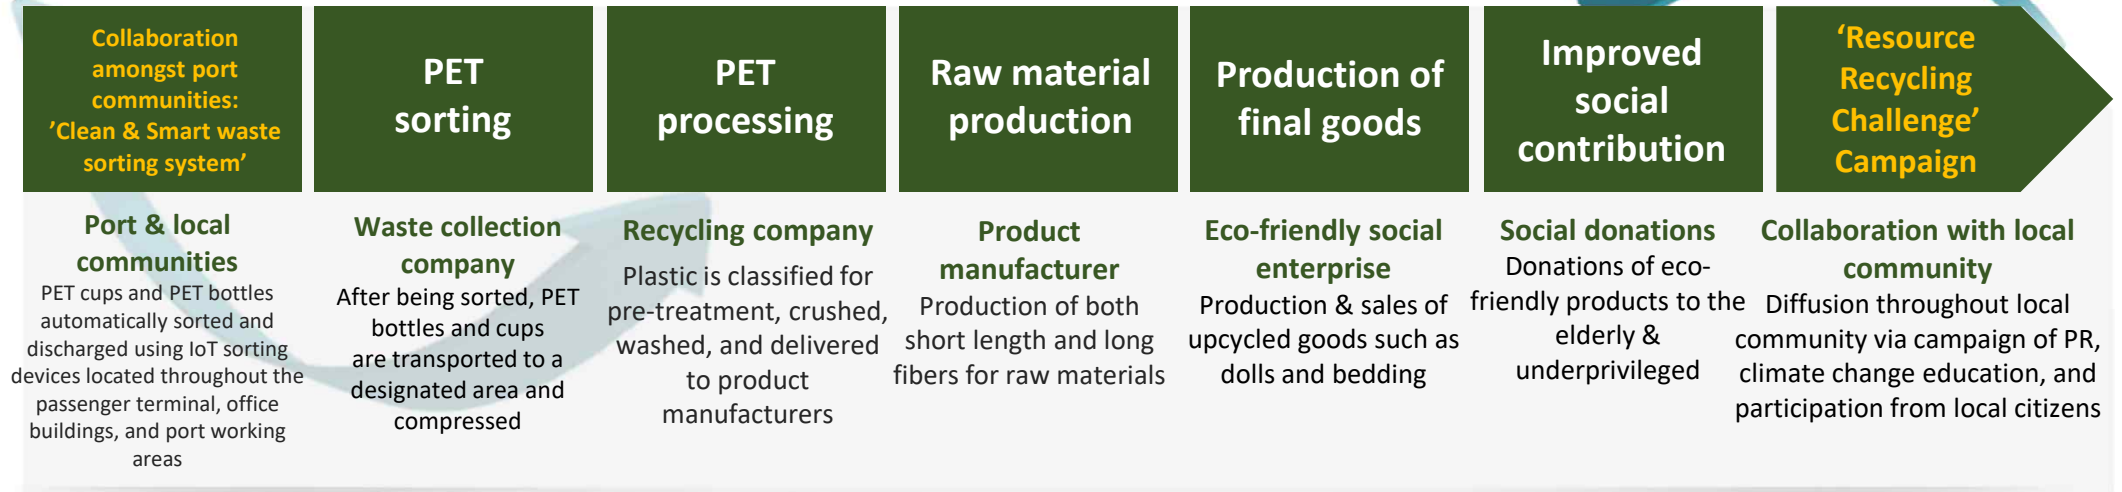 Collaboration
amongst port
communities:
’Clean & Smart waste
sorting system’
PET
sorting
PET
processing
Raw material
production
Production of
final goods
Improved
social
contribution
‘Resource
Recycling
Challenge’
Campaign
Port & local
communities
PET cups and PET bottles
automatically sorted and
discharged using IoT sorting
devices located throughout the
passenger terminal, office
buildings, and port working
areas
Waste collection
company
After being sorted, PET
bottles and cups
are transported to a
designated area and
compressed
Recycling company
Plastic is classified for
pre-treatment, crushed,
washed, and delivered
to product
manufacturers
Product
manufacturer
Production of both
short length and long
fibers for raw materials
Eco-friendly social
enterprise
Production & sales of
upcycled goods such as
dolls and bedding
Social donations
Donations of eco-
friendly products to the
elderly &
underprivileged
Collaboration with local
community
Diffusion throughout local
community via campaign of PR,
climate change education, and
participation from local citizens